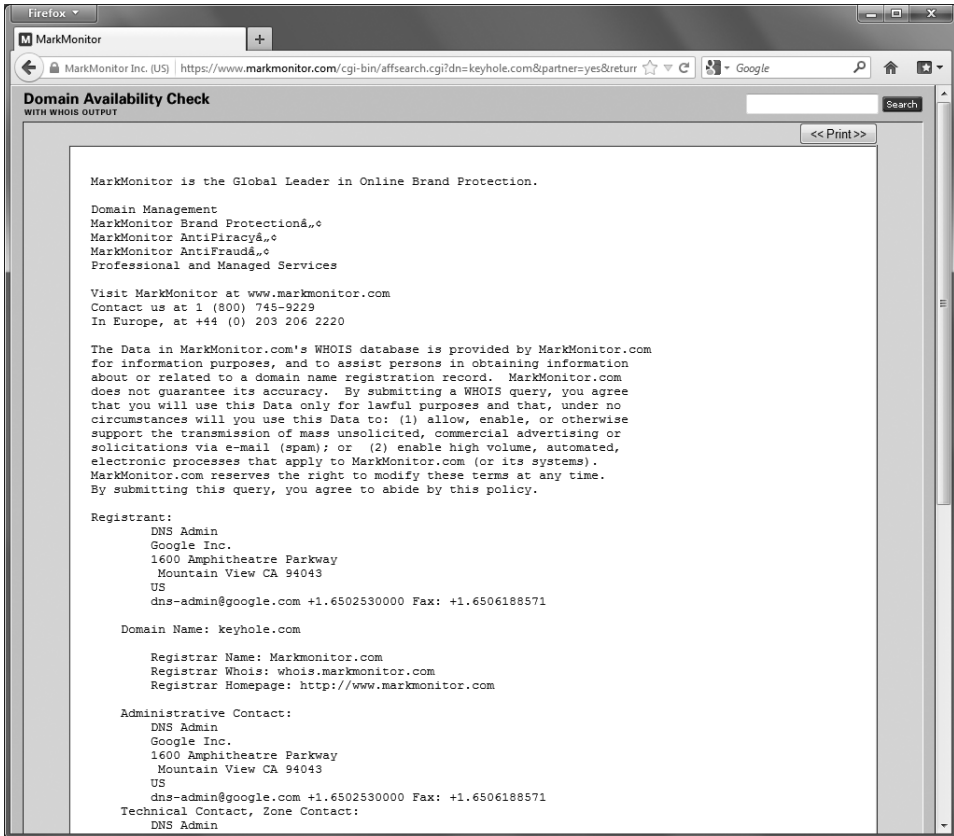 Firefox
MarkMonitor
MarkMonitor Inc. (US) https://www.markmonitor.com/cgi-bin/affsearch.cgi?dn=keyhole.com&partner=yes&returr
Google
Domain Availability Check
WITH WHOIS OUTPUT
Search
<< Print >>
MarkMonitor is the Global Leader in Online Brand Protection.
Domain Management
MarkMonitor Brand Protectionâ„¢
MarkMonitor AntiPiracyâ„¢
MarkMonitor AntiFraudâ„¢
Professional and Managed Services
Visit MarkMonitor at www.markmonitor.com
Contact us at 1 (800) 745-9229
In Europe, at +44 (0) 203 206 2220
The Data in MarkMonitor.com's WHOIS database is provided by MarkMonitor.com
for information purposes, and to assist persons in obtaining information
about or related to a domain name registration record.  MarkMonitor.com
does not guarantee its accuracy.  By submitting a WHOIS query, you agree
that you will use this Data only for lawful purposes and that, under no
circumstances will you use this Data to: (1) allow, enable, or otherwise
support the transmission of mass unsolicited, commercial advertising or
solicitations via e-mail (spam); or  (2) enable high volume, automated,
electronic processes that apply to MarkMonitor.com (or its systems).
MarkMonitor.com reserves the right to modify these terms at any time.
By submitting this query, you agree to abide by this policy.
Registrant:
DNS Admin
Google Inc.
1600 Amphitheatre Parkway
Mountain View CA 94043
US
dns-admin@google.com +1.6502530000 Fax: +1.6506188571
Domain Name: keyhole.com
Registrar Name: Markmonitor.com
Registrar Whois: whois.markmonitor.com
Registrar Homepage: http://www.markmonitor.com
Administrative Contact:
DNS Admin
Google Inc.
1600 Amphitheatre Parkway
Mountain View CA 94043
US
dns-admin@google.com +1.6502530000 Fax: +1.6506188571
Technical Contact, Zone Contact:
DNS Admin